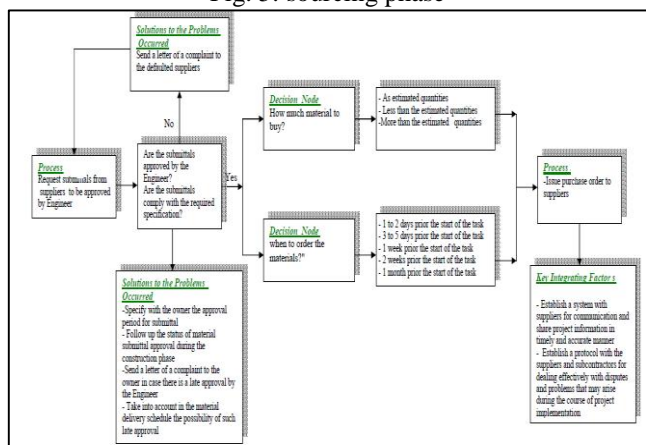 Fig. 5: sourcing phase
Solutions to the Problems
Occurred
Send a letter of a complaint to
the defaulted suppliers
No
Process
Request submittals from
suppliers to be approved
by Engineer
Are the submittals
approved by the
Engineer?
Are the submittals
comply with the required
specification?
Yes
Decision Node
How much material to
buy?
- As estimated quantities
- Less than the estimated quantities
-More than the estimated quantities
Decision Node
when to order the
materials?"
- 1 to 2 days prior the start of the task
- 3 to 5 days prior the start of the task
- 1 week prior the start of the task
- 2 weeks prior the start of the task
- 1 month prior the start of the task
Process
-Issue purchase order to
suppliers
Solutions to the Problems
Occurred
-Specify with the owner the approval
period for submittal
- Follow up the status of material
submittal approval during the
construction phase
-Send a letter of a complaint to the
owner in case there is a late approval by
the Engineer
- Take into account in the material
delivery schedule the possibility of such
late approval
Key Integrating Factors
- Establish a system with
suppliers for communication and
share project information in
timely and accurate manner
- Establish a protocol with the
suppliers and subcontractors for
dealing effectively with disputes
and problems that may arise
during the course of project
implementation